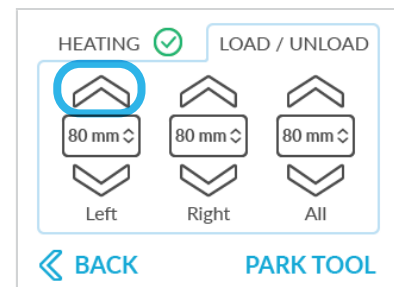 HEATING LOAD / UNLOAD
80 mm 80 mm 80 mm
Left Right All
BACK PARK TOOL